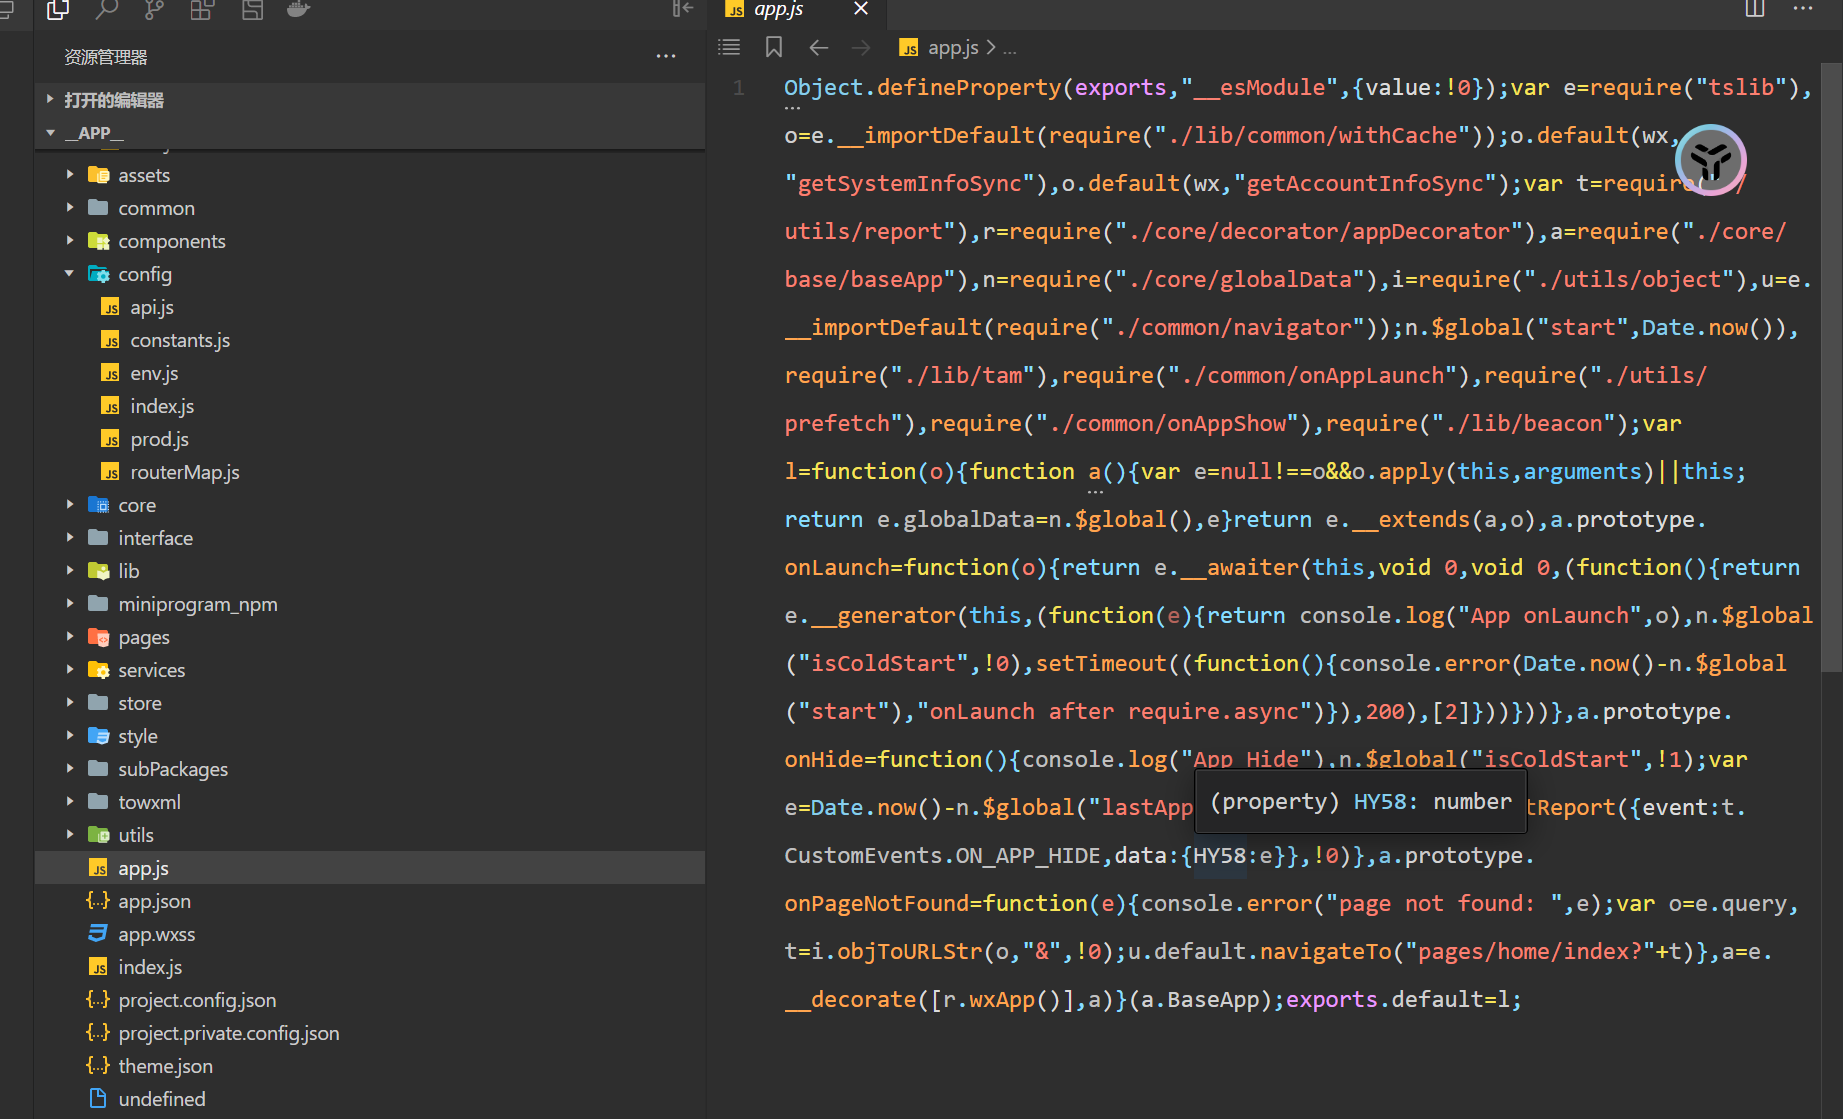 app.js
资源管理器
app.js
...
打开的编辑器
__APP__
assets
common
components
config
api.js
constants.js
env.js
index.js
prod.js
routerMap.js
core
interface
lib
miniprogram_npm
pages
services
store
style
subPackages
towxml
utils
app.js
app.json
app.wxss
index.js
project.config.json
project.private.config.json
theme.json
undefined
1
Object.defineProperty(exports,"__esModule",{value:!0});var e=require("tslib"),
o=e.__importDefault(require("./lib/common/withCache"));o.default(wx,
"getSystemInfoSync"),o.default(wx,"getAccountInfoSync");var t=require("./
utils/report"),r=require("./core/decorator/appDecorator"),a=require("./core/
base/baseApp"),n=require("./core/globalData"),i=require("./utils/object"),u=e.
__importDefault(require("./common/navigator"));n.$global("start",Date.now()),
require("./lib/tam"),require("./common/onAppLaunch"),require("./utils/
prefetch"),require("./common/onAppShow"),require("./lib/beacon");var
l=function(o){function a(){var e=null!==o&&o.apply(this,arguments)||this;
return e.globalData=n.$global(),e}return e.__extends(a,o),a.prototype.
onLaunch=function(o){return e.__awaiter(this,void 0,void 0,(function(){return
e.__generator(this,(function(e){return console.log("App onLaunch",o),n.$global
("isColdStart",!0),setTimeout((function(){console.error(Date.now()-n.$global
("start"),"onLaunch after require.async")}),200),[2]}))}))},a.prototype.
onHide=function(){console.log("App Hide"),n.$global("isColdStart",!1);var
e=Date.now()-n.$global("lastApp
(property) HY58: number
tReport({event:t.
CustomEvents.ON_APP_HIDE,data:{HY58:e}},!0)},a.prototype.
onPageNotFound=function(e){console.error("page not found: ",e);var o=e.query,
t=i.objToURLStr(o,"&",!0);u.default.navigateTo("pages/home/index?"+t)},a=e.
__decorate([r.wxApp()],a)}(a.BaseApp);exports.default=l;